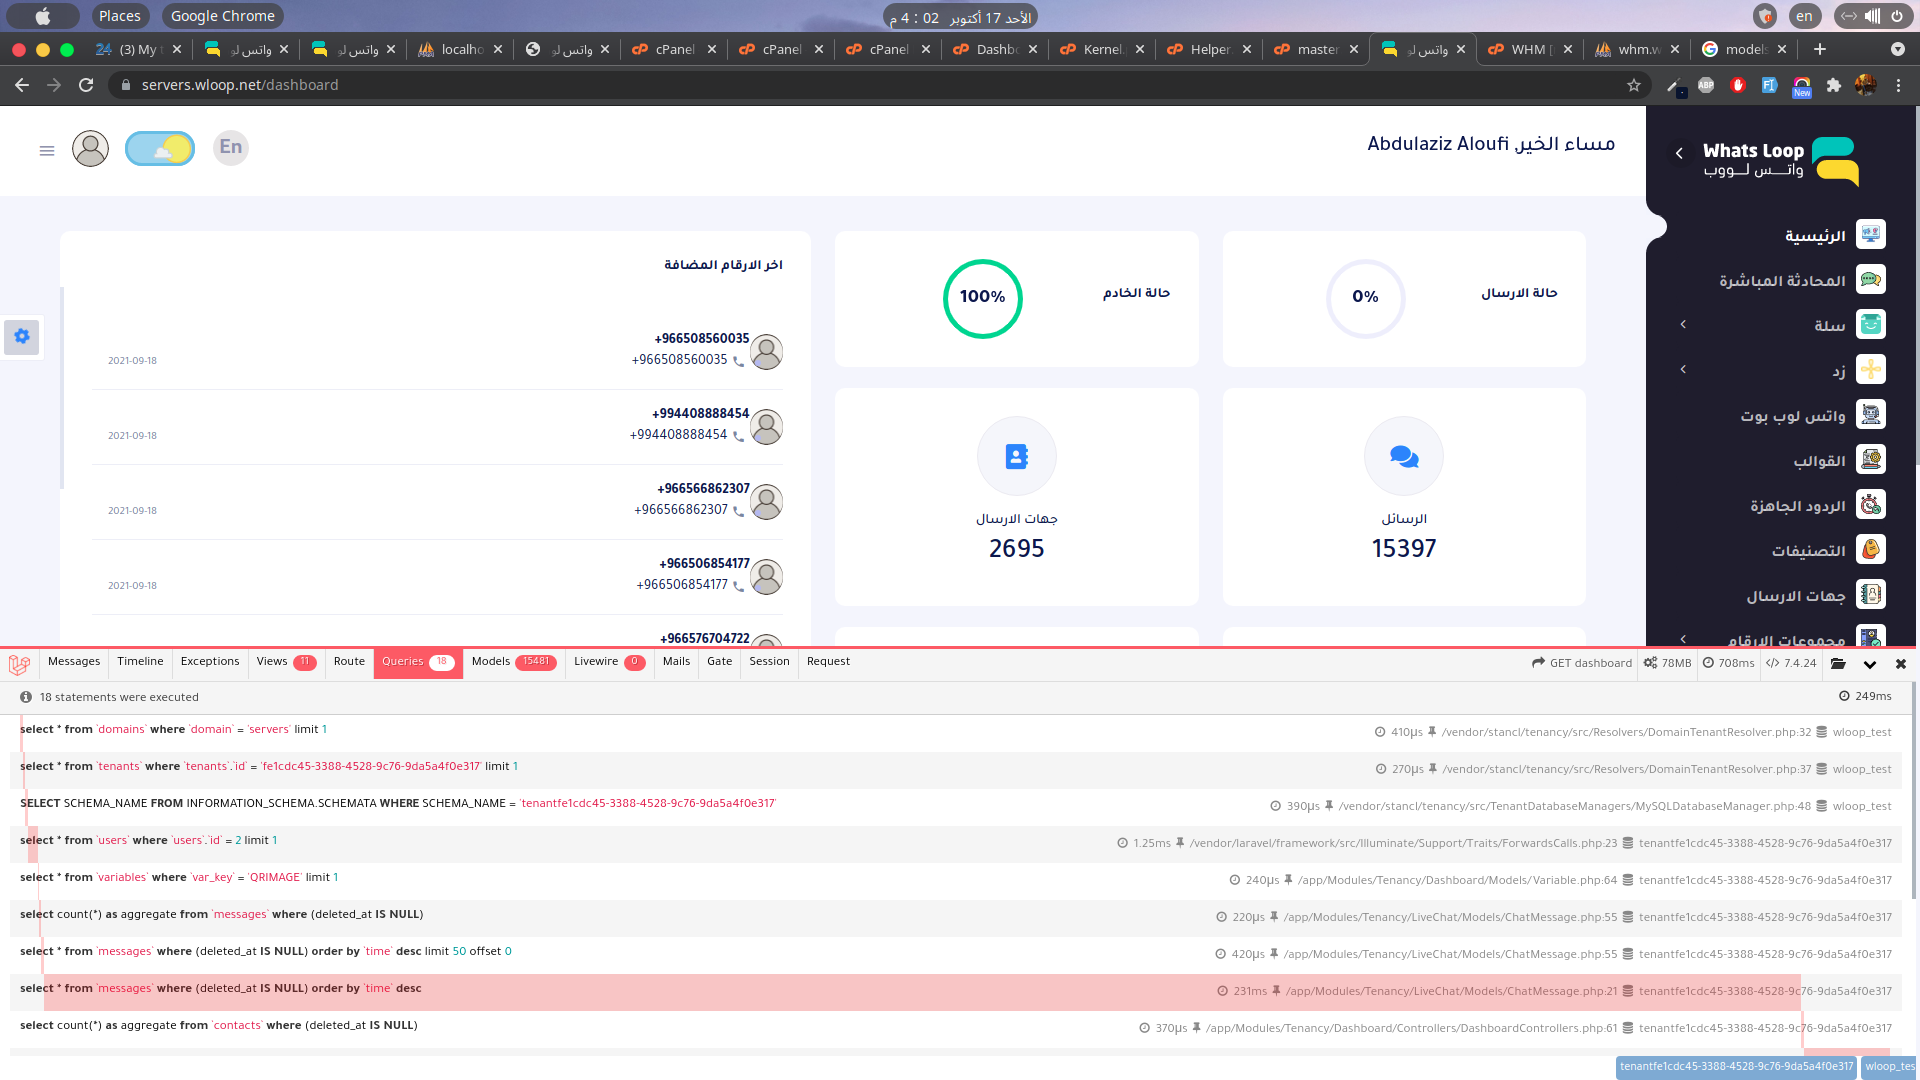 Places
Google Chrome
الأحد 17 أكتوبر 02 : 4 م
en
(3) My
واتس لو
واتس لو
localho
واتس لو
cPanel
cPanel
cPanel
Dashbo
Kernel.
Helper.
master
واتس لو
WHM
whm.w
models
servers.wloop.net/dashboard
ABP
New
En
مساء الخير, Abdulaziz Aloufi
Whats Loop
واتـــس لـــووب
الرئيسية
المحادثة المباشرة
سلة
زد
واتس لوب بوت
القوالب
الردود الجاهزة
التصنيفات
جهات الارسال
مجموعات الارقام
حالة الارسال
0%
حالة الخادم
100%
الرسائل
15397
جهات الارسال
2695
اخر الارقام المضافة
+966508560035
+966508560035
2021-09-18
+994408888454
+994408888454
2021-09-18
+966566862307
+966566862307
2021-09-18
+966506854177
+966506854177
2021-09-18
+966576704722
Messages Timeline Exceptions Views 11 Route Queries 18 Models 15481 Livewire 0 Mails Gate Session Request GET dashboard 78MB 708ms 7.4.24
18 statements were executed 249ms
select * from `domains` where `domain` = 'servers' limit 1 410μs /vendor/stancl/tenancy/src/Resolvers/DomainTenantResolver.php:32 wloop_test
select * from `tenants` where `tenants`.`id` = 'fe1cdc45-3388-4528-9c76-9da5a4f0e317' limit 1 270μs /vendor/stancl/tenancy/src/Resolvers/DomainTenantResolver.php:37 wloop_test
SELECT SCHEMA_NAME FROM INFORMATION_SCHEMA.SCHEMATA WHERE SCHEMA_NAME = 'tenantfe1cdc45-3388-4528-9c76-9da5a4f0e317' 390μs /vendor/stancl/tenancy/src/TenantDatabaseManagers/MySQLDatabaseManager.php:48 wloop_test
select * from `users` where `users`.`id` = 2 limit 1 1.25ms /vendor/laravel/framework/src/Illuminate/Support/Traits/ForwardsCalls.php:23 tenantfe1cdc45-3388-4528-9c76-9da5a4f0e317
select * from `variables` where `var_key` = 'QRIMAGE' limit 1 240μs /app/Modules/Tenancy/Dashboard/Models/Variable.php:64 tenantfe1cdc45-3388-4528-9c76-9da5a4f0e317
select count(*) as aggregate from `messages` where (deleted_at IS NULL) 220μs /app/Modules/Tenancy/LiveChat/Models/ChatMessage.php:55 tenantfe1cdc45-3388-4528-9c76-9da5a4f0e317
select * from `messages` where (deleted_at IS NULL) order by `time` desc limit 50 offset 0 420μs /app/Modules/Tenancy/LiveChat/Models/ChatMessage.php:55 tenantfe1cdc45-3388-4528-9c76-9da5a4f0e317
select * from `messages` where (deleted_at IS NULL) order by `time` desc 231ms /app/Modules/Tenancy/LiveChat/Models/ChatMessage.php:21 tenantfe1cdc45-3388-4528-9c76-9da5a4f0e317
select count(*) as aggregate from `contacts` where (deleted_at IS NULL) 370μs /app/Modules/Tenancy/Dashboard/Controllers/DashboardControllers.php:61 tenantfe1cdc45-3388-4528-9c76-9da5a4f0e317
tenantfe1cdc45-3388-4528-9c76-9da5a4f0e317 wloop_tes